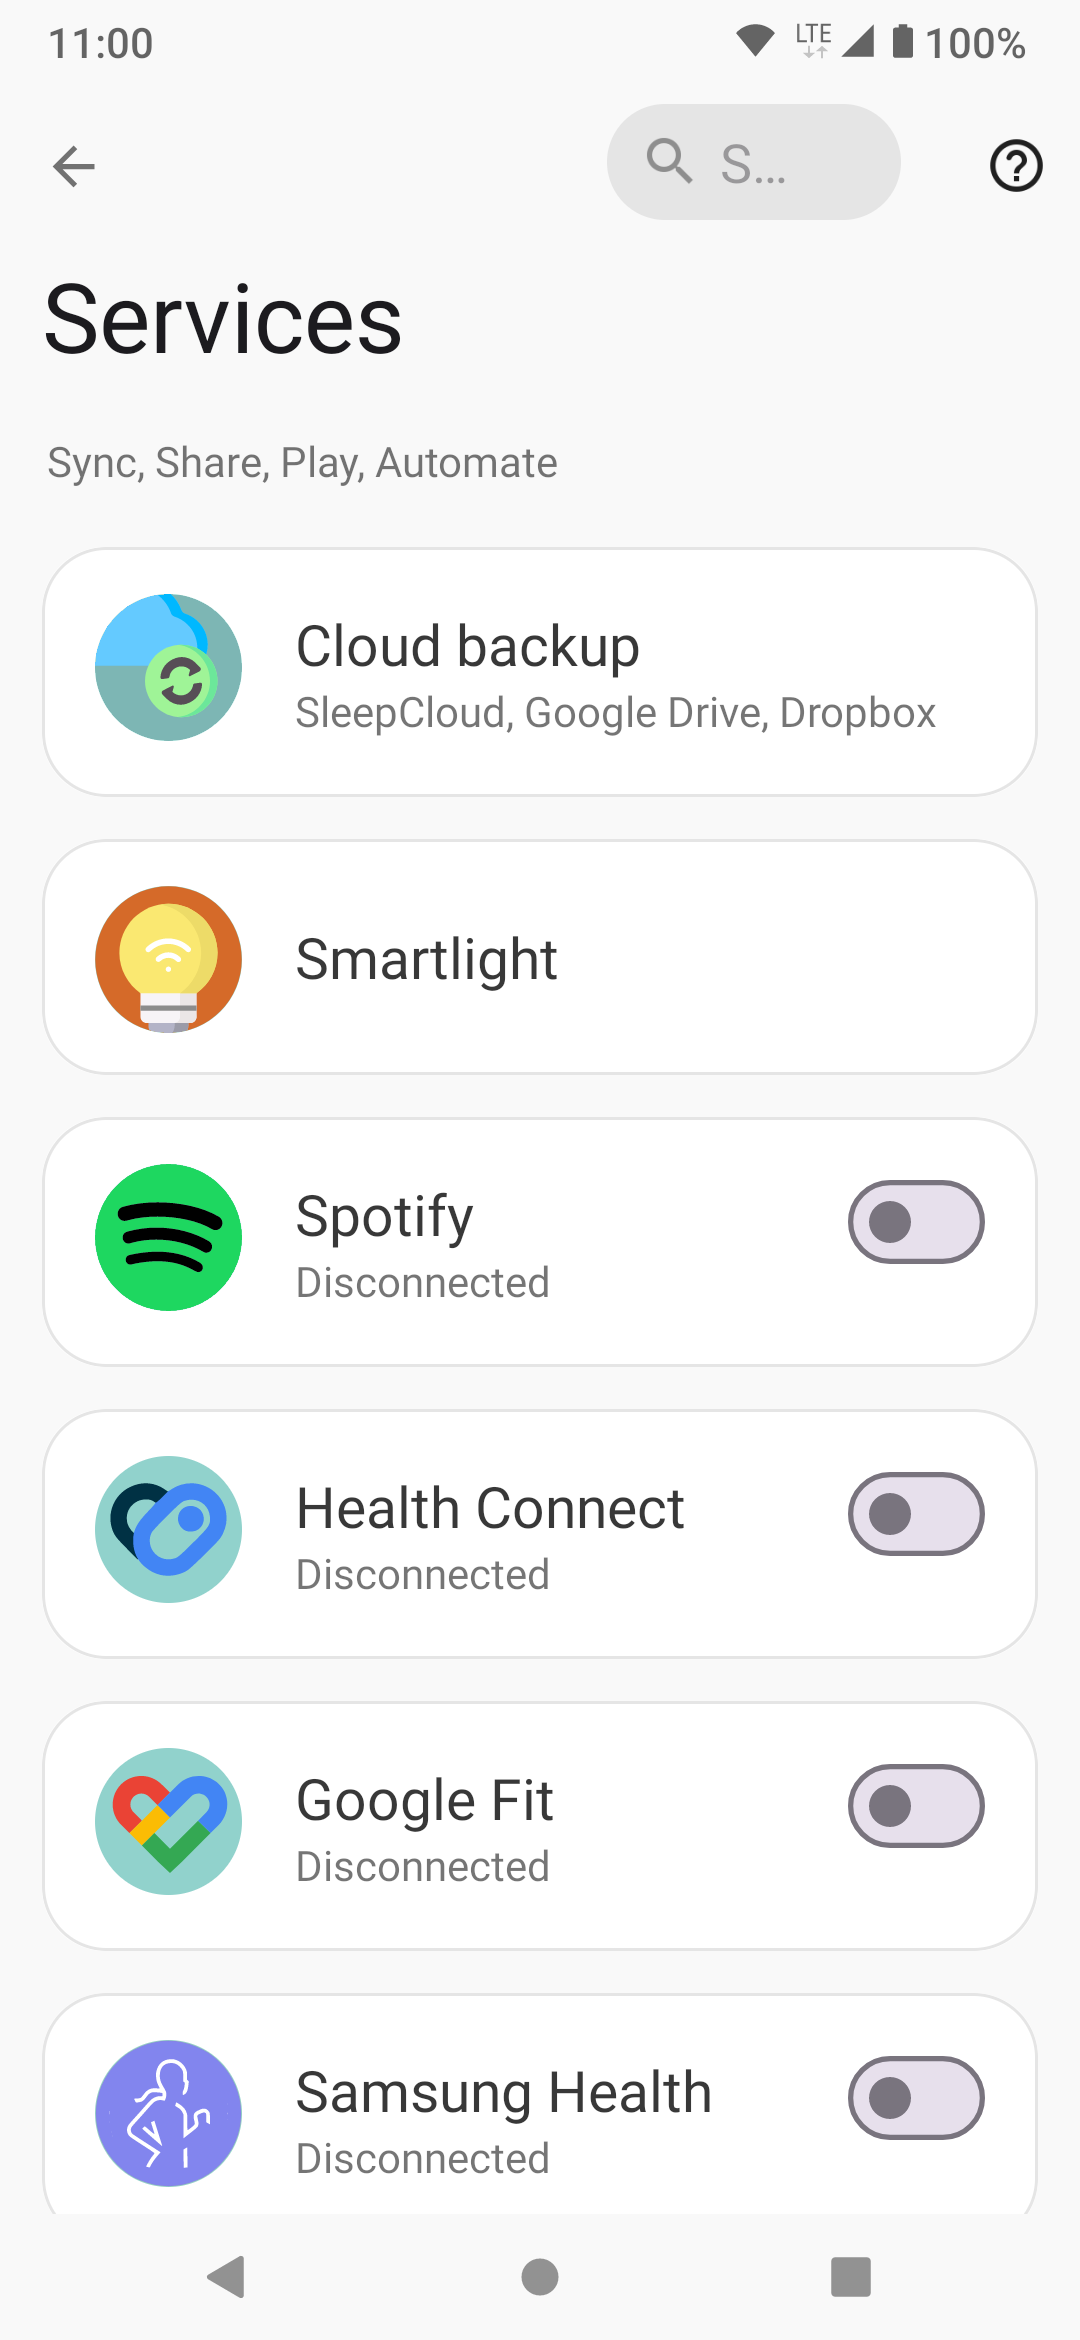 11:00
LTE
100%
S...
Services
Sync, Share, Play, Automate
Cloud backup
SleepCloud, Google Drive, Dropbox
Smartlight
Spotify
Disconnected
Health Connect
Disconnected
Google Fit
Disconnected
Samsung Health
Disconnected